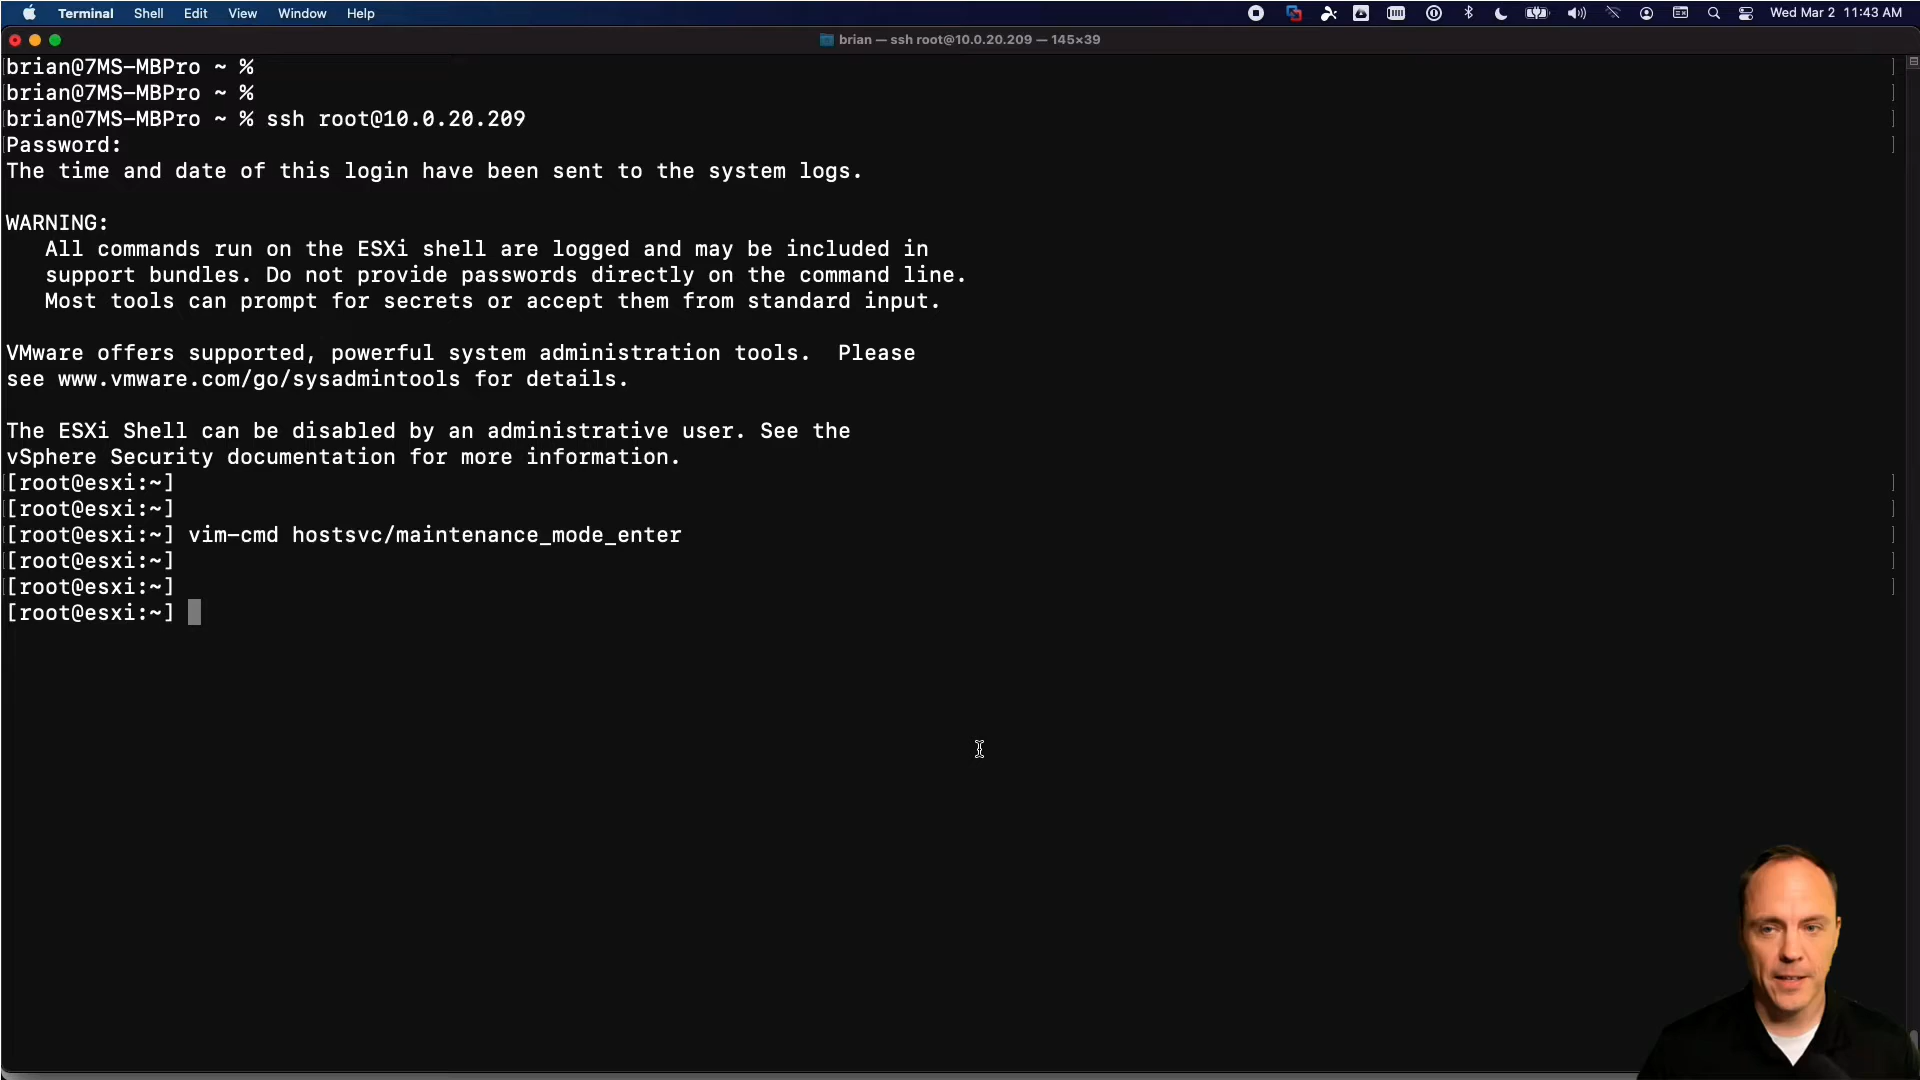 Terminal Shell Edit View Window Help Wed Mar 2 11:43 AM
brian — ssh root@10.0.20.209 — 145×39
brian@7MS-MBPro ~ %
brian@7MS-MBPro ~ %
brian@7MS-MBPro ~ % ssh root@10.0.20.209
Password:
The time and date of this login have been sent to the system logs.
WARNING:
All commands run on the ESXi shell are logged and may be included in
support bundles. Do not provide passwords directly on the command line.
Most tools can prompt for secrets or accept them from standard input.
VMware offers supported, powerful system administration tools. Please
see www.vmware.com/go/sysadmintools for details.
The ESXi Shell can be disabled by an administrative user. See the
vSphere Security documentation for more information.
[root@esxi:~]
[root@esxi:~]
[root@esxi:~] vim-cmd hostsvc/maintenance_mode_enter
[root@esxi:~]
[root@esxi:~]
[root@esxi:~]